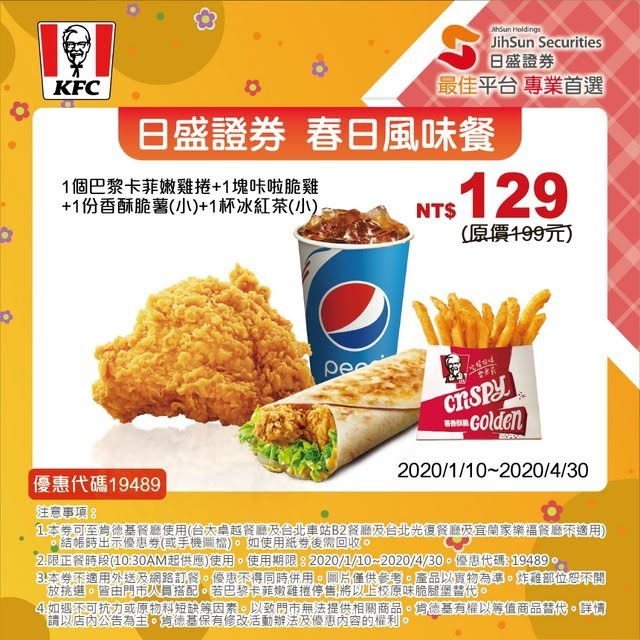 KFC
JihSun Holdings
JihSun Securities
日盛證券
最佳平台 專業首選
日盛證券 春日風味餐
1個巴黎卡菲嫩雞捲+1塊咔啦脆雞
+1份香酥脆薯(小)+1杯冰紅茶(小)
NT$129
(原價199元)
pepsi
crispy
Golden
薯香酥脆
2020/1/10~2020/4/30
優惠代碼19489
注意事項：
1.本券可至肯德基餐廳使用(台大卓越餐廳及台北車站B2餐廳及台北光復餐廳及宜蘭家樂福餐廳不適用)
，結帳時出示優惠券(或手機圖檔)， 如使用紙券後需回收。
2.限正餐時段(10:30AM起供應)使用，使用期限：2020/1/10~2020/4/30，優惠代碼: 19489。
3.本券不適用外送及網路訂餐，優惠不得同時併用，圖片僅供參考，產品以實物為準，炸雞部位恕不開
放挑選，皆由門市人員搭配，若巴黎卡菲嫩雞捲停售,將以上校原味脆腿堡替代。
4.如遇不可抗力或原物料短缺等因素，以致門市無法提供相關商品，肯德基有權以等值商品替代，詳情
請以店內公告為主，肯德基保有修改活動辦法及優惠內容的權利。